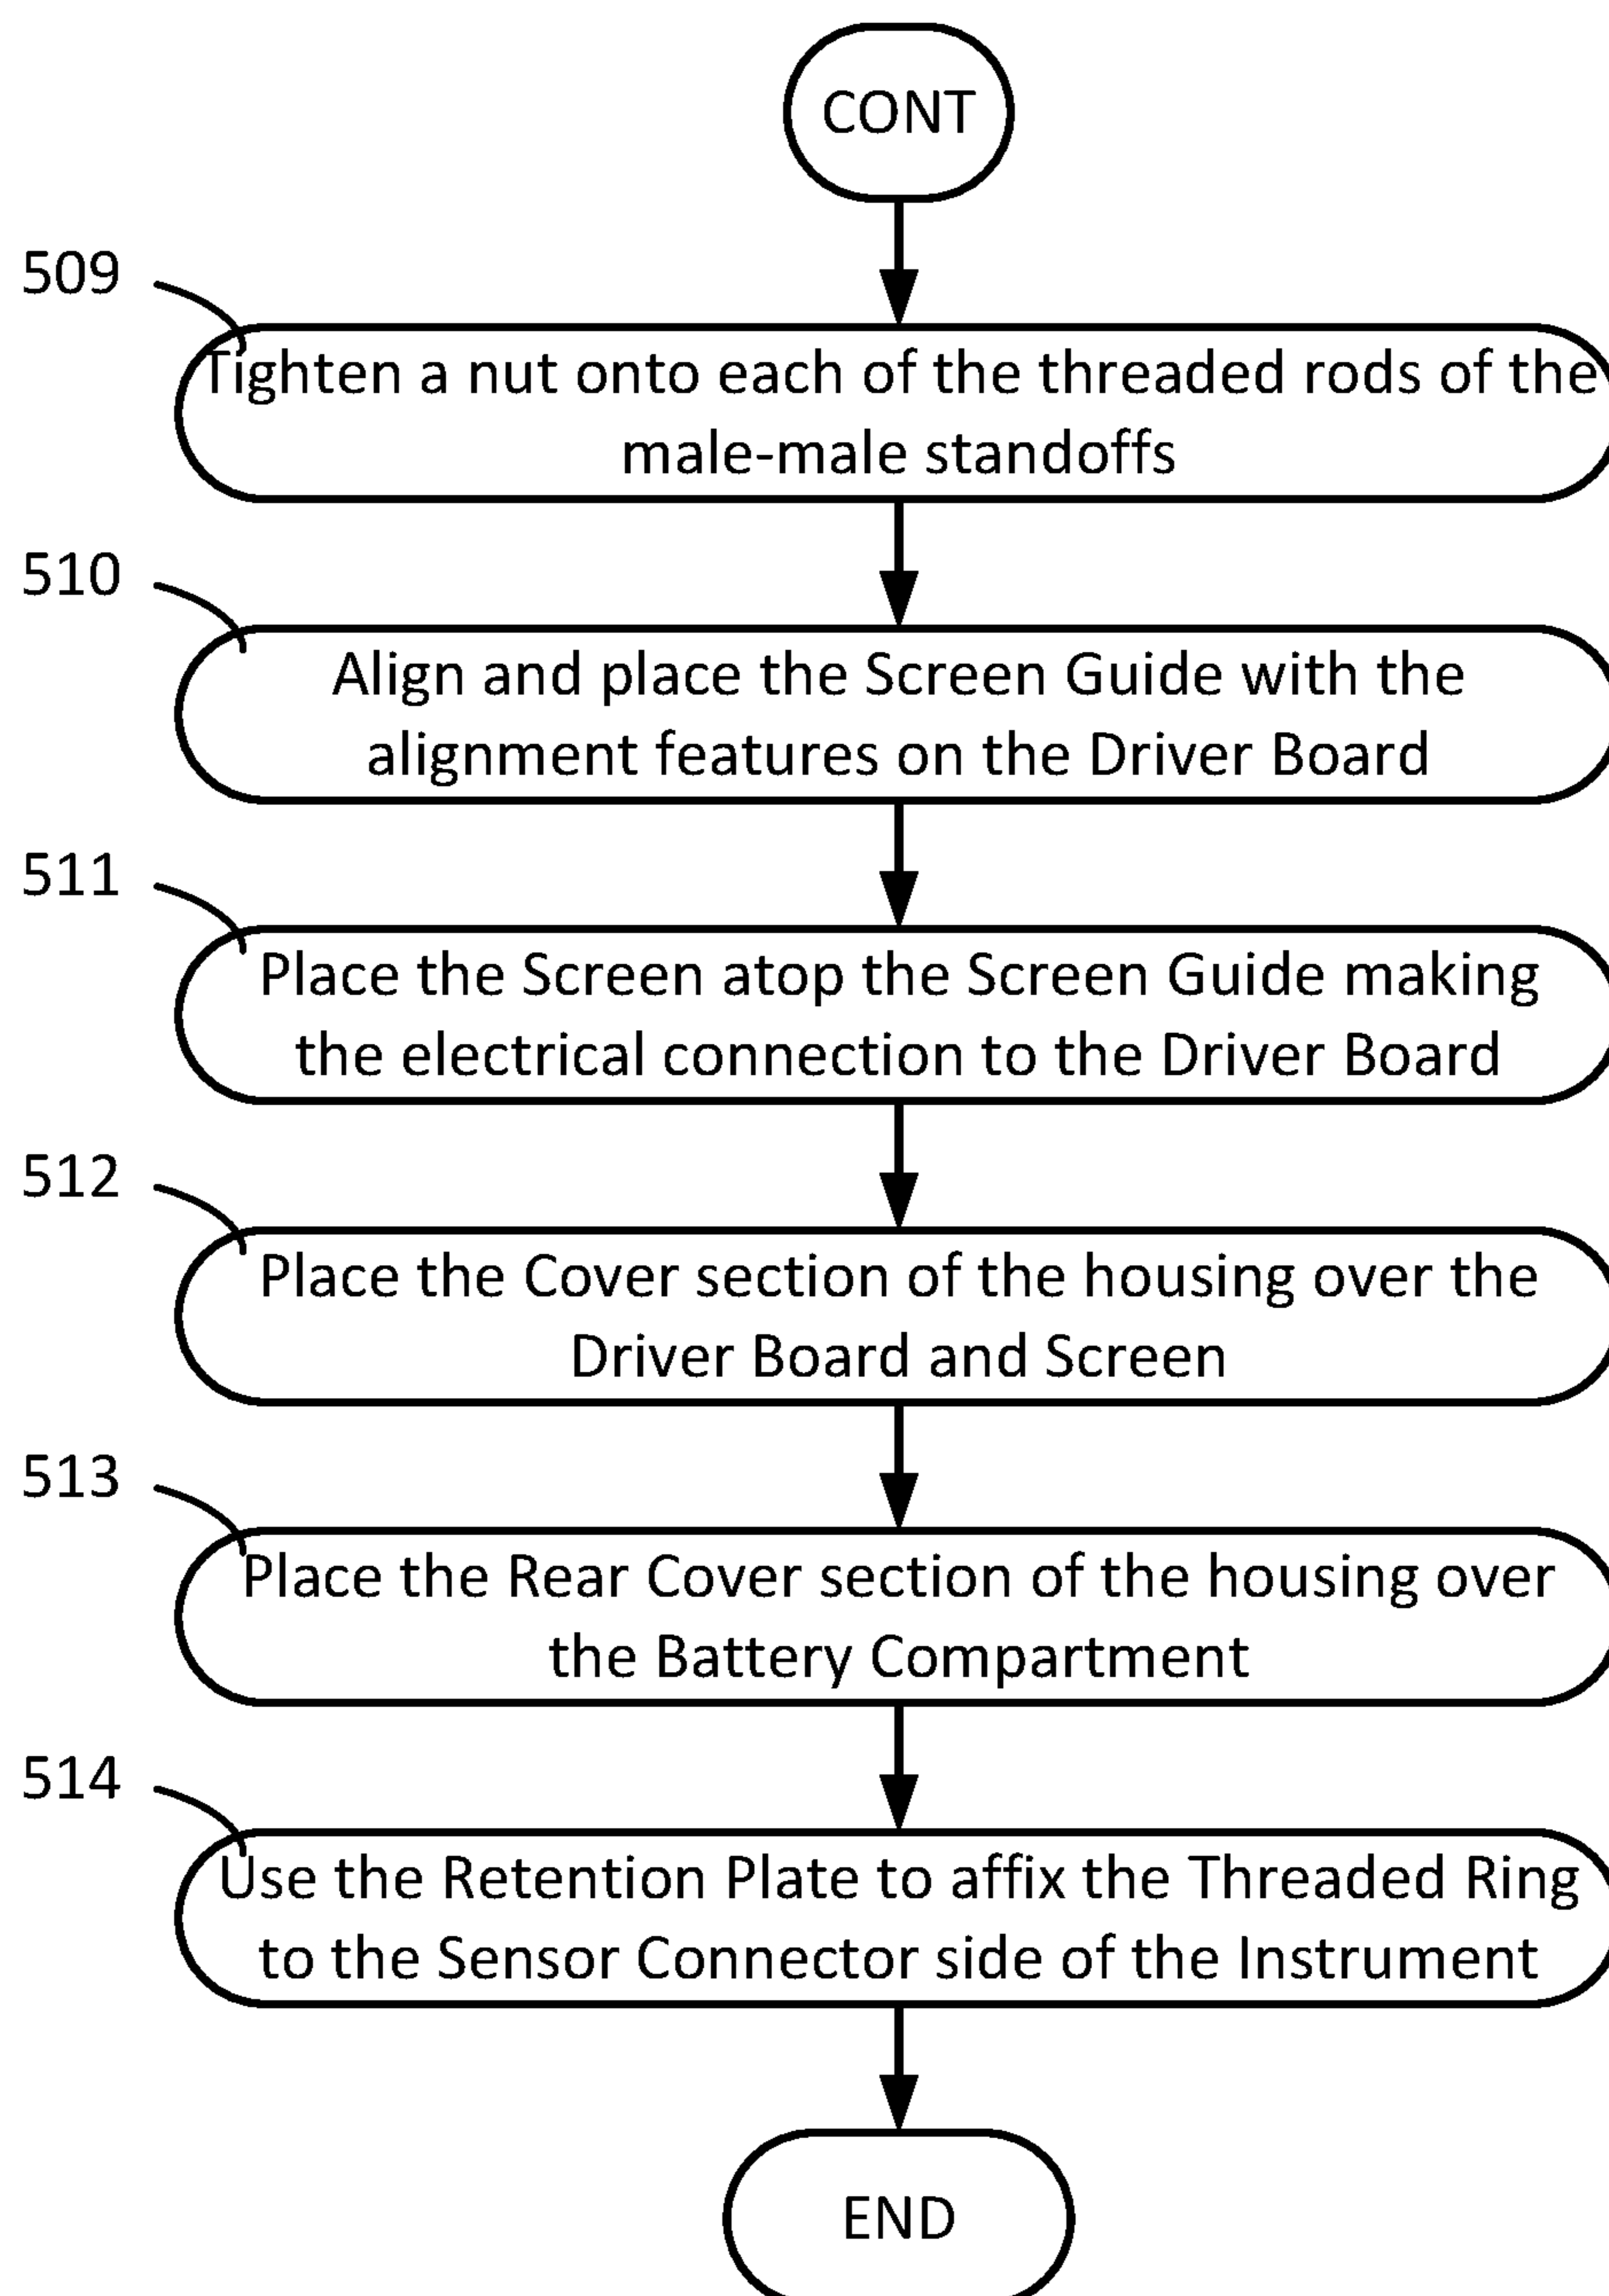 CONT
509
Tighten a nut onto each of the threaded rods of the
male-male standoffs
510
Align and place the Screen Guide with the
alignment features on the Driver Board
511
Place the Screen atop the Screen Guide making
the electrical connection to the Driver Board
512
Place the Cover section of the housing over the
Driver Board and Screen
513
Place the Rear Cover section of the housing over
the Battery Compartment
514
Use the Retention Plate to affix the Threaded Ring
to the Sensor Connector side of the Instrument
END